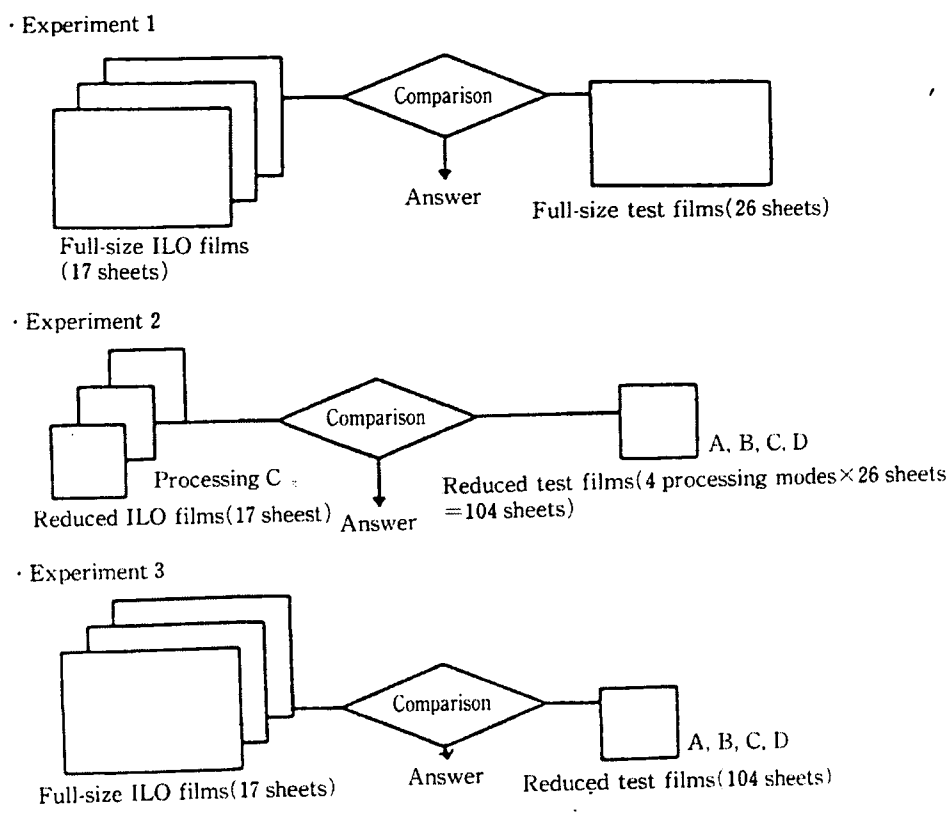 · Experiment 1
Comparison
Answer
Full-size ILO films
(17 sheets)
Full-size test films(26 sheets)
· Experiment 2
Comparison
A, B, C, D
Processing C
Reduced ILO films(17 sheest)
Answer
Reduced test films(4 processing modes×26 sheets
=104 sheets)
· Experiment 3
Comparison
A, B, C, D
Answer
Full-size ILO films(17 sheets)
Reduced test films(104 sheets)